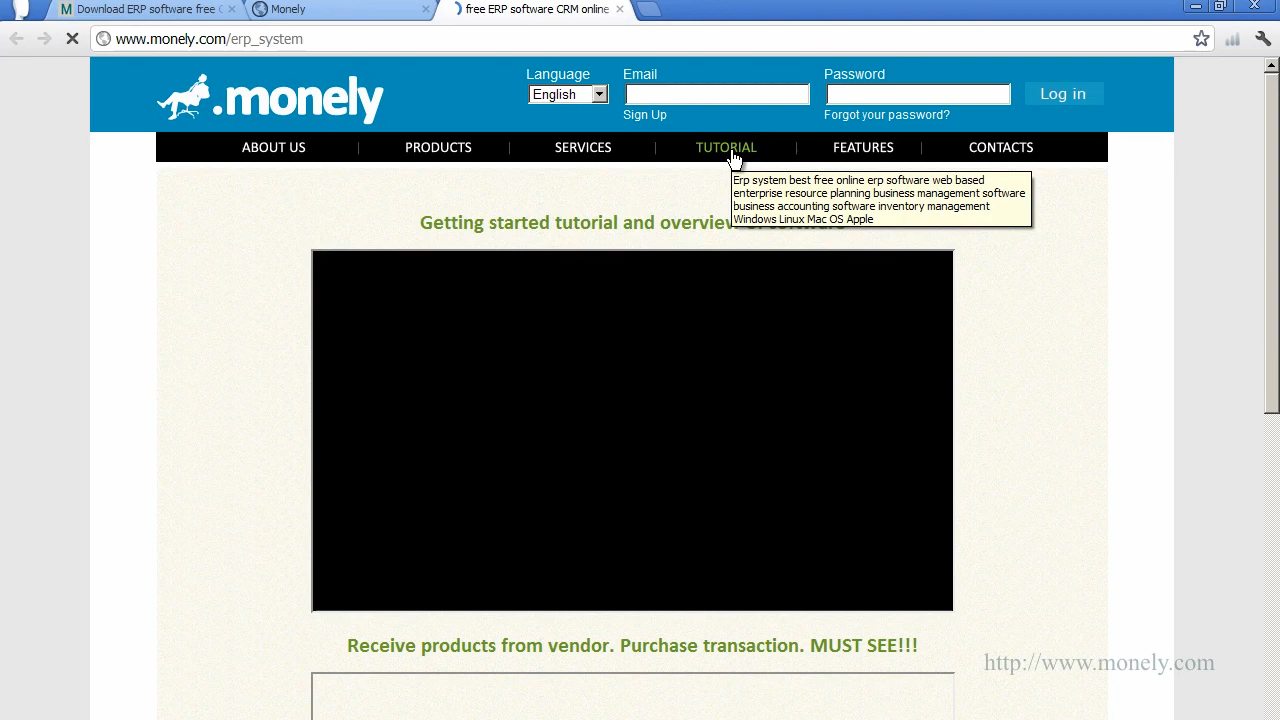 Download ERP software free
Monely
free ERP software CRM online
www.monely.com/erp_system
.monely
Language
Email
Password
English
Log in
Sign Up
Forgot your password?
ABOUT US
PRODUCTS
SERVICES
TUTORIAL
FEATURES
CONTACTS
Erp system best free online erp software web based
enterprise resource planning business management software
business accounting software inventory management
Windows Linux Mac OS Apple
Getting started tutorial and overview of software
Receive products from vendor. Purchase transaction. MUST SEE!!!
http://www.monely.com